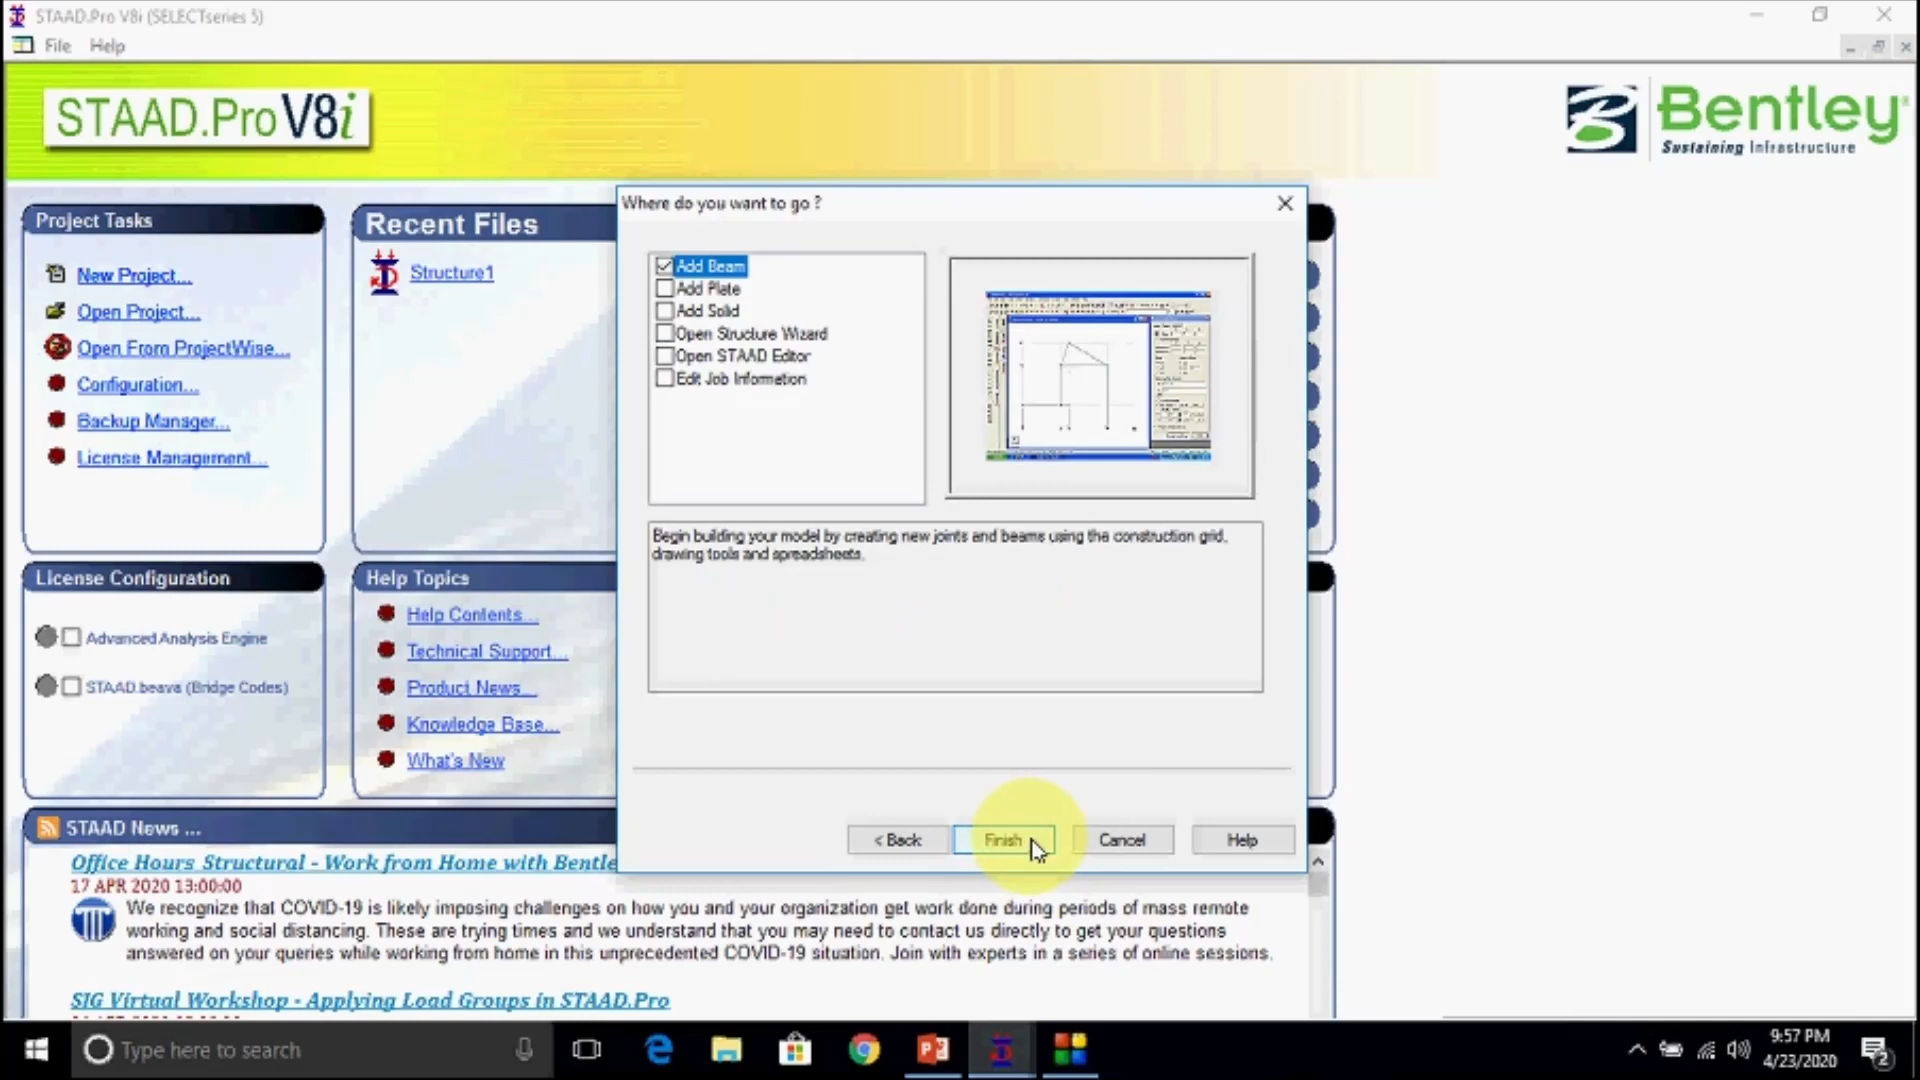 STAAD.Pro V8i (SELECTseries 5)
File Help
STAAD.Pro V8i
Bentley
Sustaining Infrastructure
Project Tasks
New Project...
Open Project...
Open From ProjectWise...
Configuration...
Backup Manager...
License Management...
Recent Files
Structure1
Where do you want to go ?
Add Beam
Add Plate
Add Solid
Open Structure Wizard
Open STAAD Editor
Edit Job Information
Begin building your model by creating new joints and beams using the construction grid,
drawing tools and spreadsheets.
< Back Finish Cancel Help
License Configuration
Advanced Analysis Engine
STAAD.beava (Bridge Codes)
Help Topics
Help Contents...
Technical Support...
Product News...
Knowledge Base...
What's New
STAAD News ...
Office Hours Structural - Work from Home with Bentle
17 APR 2020 13:00:00
We recognize that COVID-19 is likely imposing challenges on how you and your organization get work done during periods of mass remote
working and social distancing. These are trying times and we understand that you may need to contact us directly to get your questions
answered on your queries while working from home in this unprecedented COVID-19 situation. Join with experts in a series of online sessions.
SIG Virtual Workshop - Applying Load Groups in STAAD.Pro
Type here to search
9:57 PM
4/23/2020
2